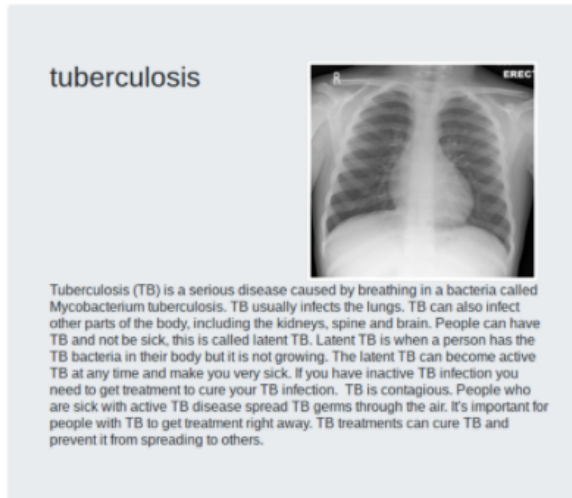 tuberculosis
R
EREC
Tuberculosis (TB) is a serious disease caused by breathing in a bacteria called
Mycobacterium tuberculosis. TB usually infects the lungs. TB can also infect
other parts of the body, including the kidneys, spine and brain. People can have
TB and not be sick, this is called latent TB. Latent TB is when a person has the
TB bacteria in their body but it is not growing. The latent TB can become active
TB at any time and make you very sick. If you have inactive TB infection you
need to get treatment to cure your TB infection.  TB is contagious. People who
are sick with active TB disease spread TB germs through the air. It's important for
people with TB to get treatment right away. TB treatments can cure TB and
prevent it from spreading to others.